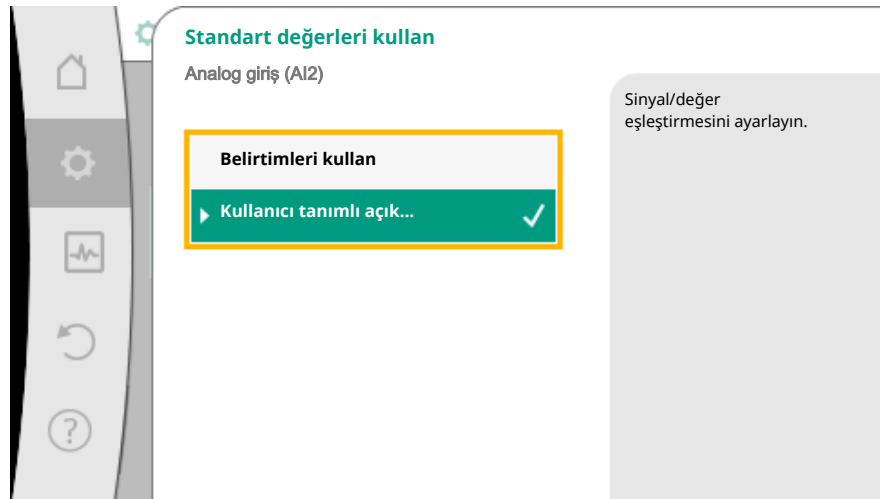 Standart değerleri kullan
Analog giriş (AI2)
Belirtimleri kullan
Kullanıcı tanımlı açık...
Sinyal/değer
eşleştirmesini ayarlayın.